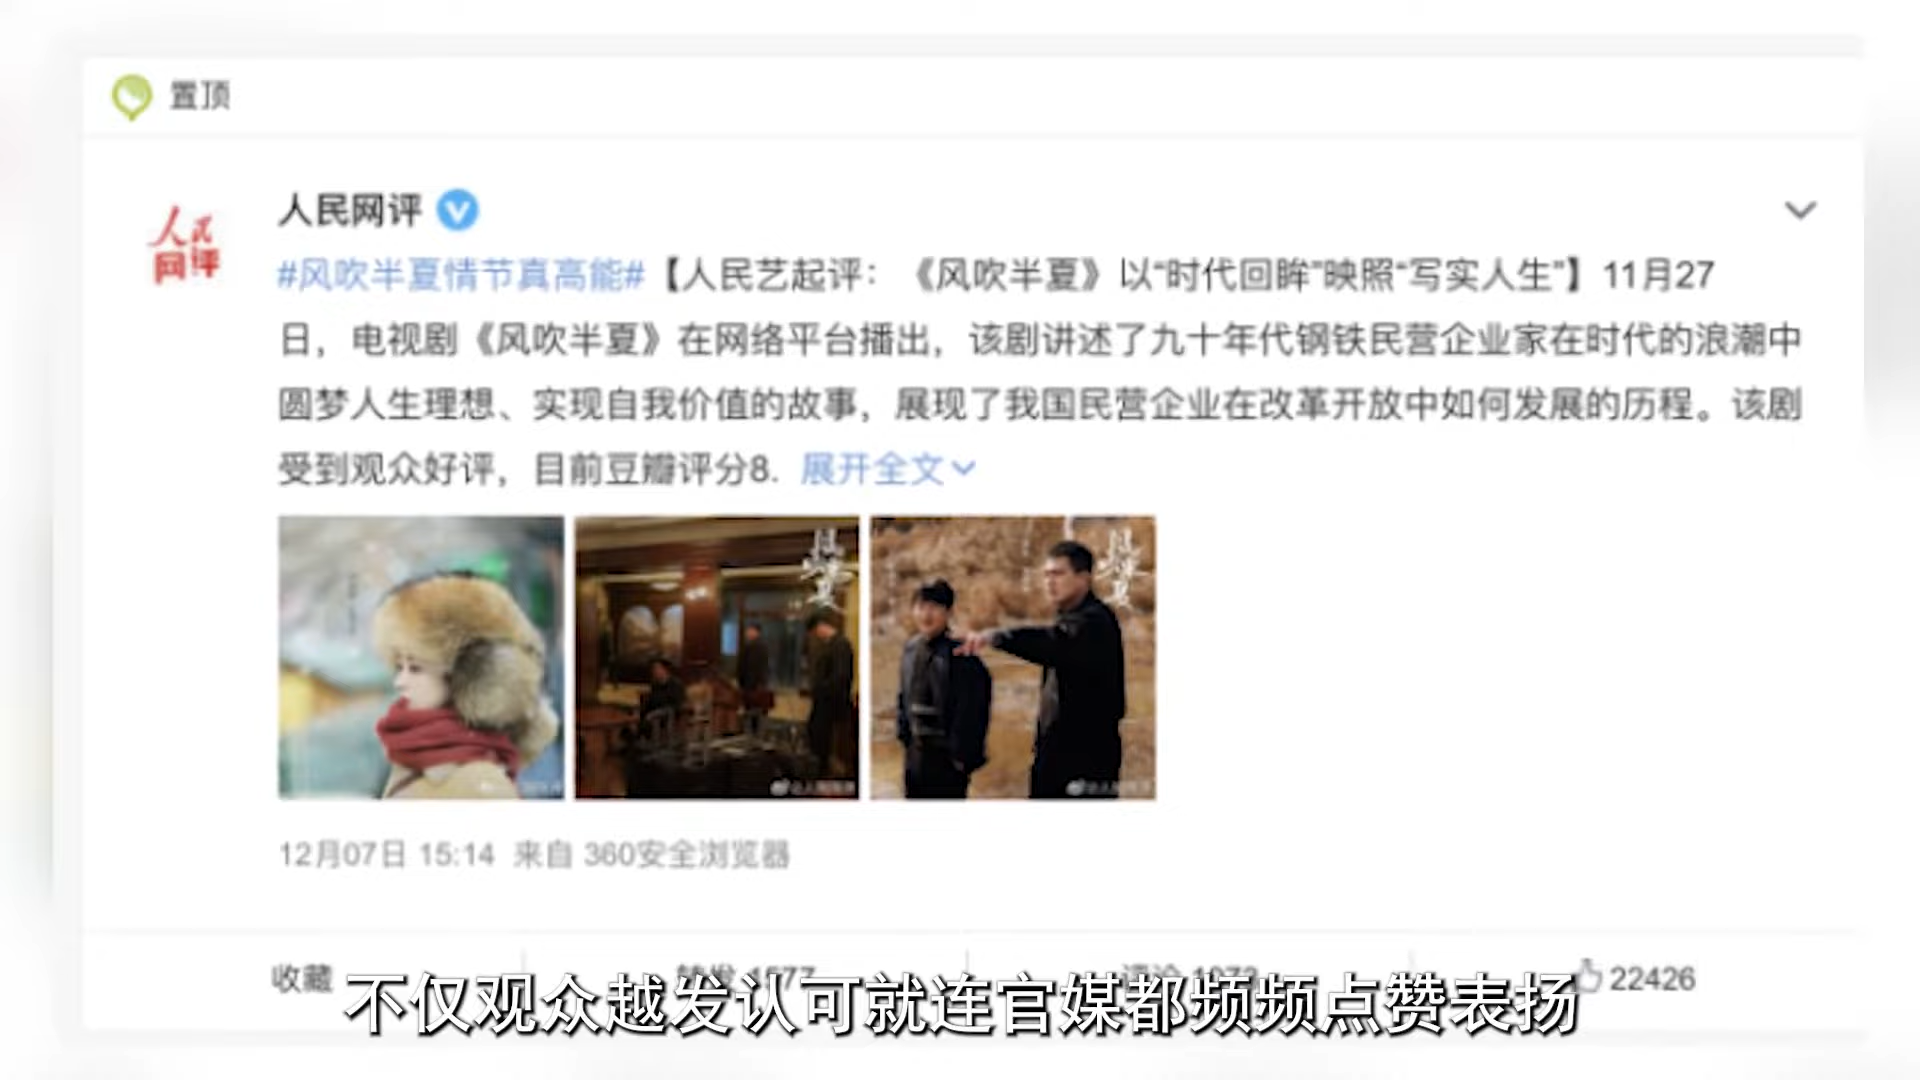 置顶
人民网评
人民网评
#风吹半夏情节真高能#【人民艺起评：《风吹半夏》以“时代回眸”映照“写实人生”】11月27
日，电视剧《风吹半夏》在网络平台播出，该剧讲述了九十年代钢铁民营企业家在时代的浪潮中
圆梦人生理想、实现自我价值的故事，展现了我国民营企业在改革开放中如何发展的历程。该剧
受到观众好评，目前豆瓣评分8. 展开全文
12月07日 15:14 来自 360安全浏览器
收藏 22426
不仅观众越发认可就连官媒都频频点赞表扬